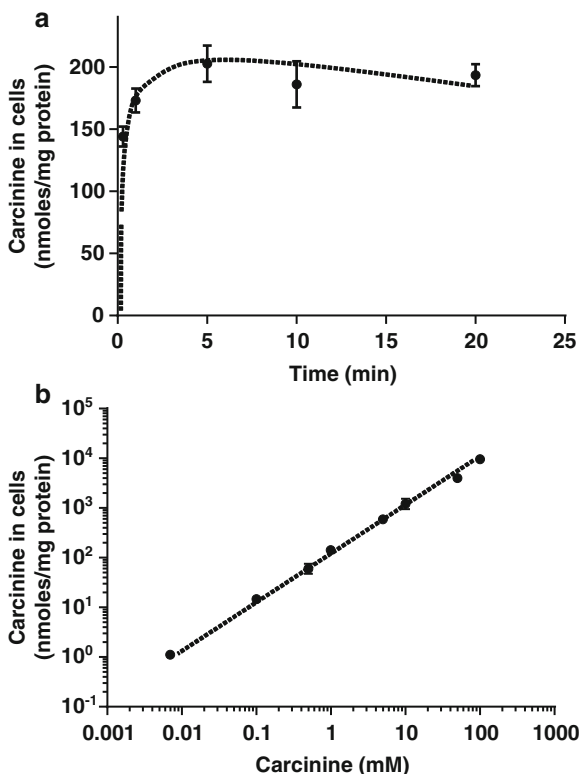 a
Carcinine in cells
(nmoles/mg protein)
200
150
100
50
0
0 5 10 15 20 25
Time (min)
b
Carcinine in cells
(nmoles/mg protein)
10⁵
10⁴
10³
10²
10¹
10⁰
10⁻¹
0.001 0.01 0.1 1 10 100 1000
Carcinine (mM)